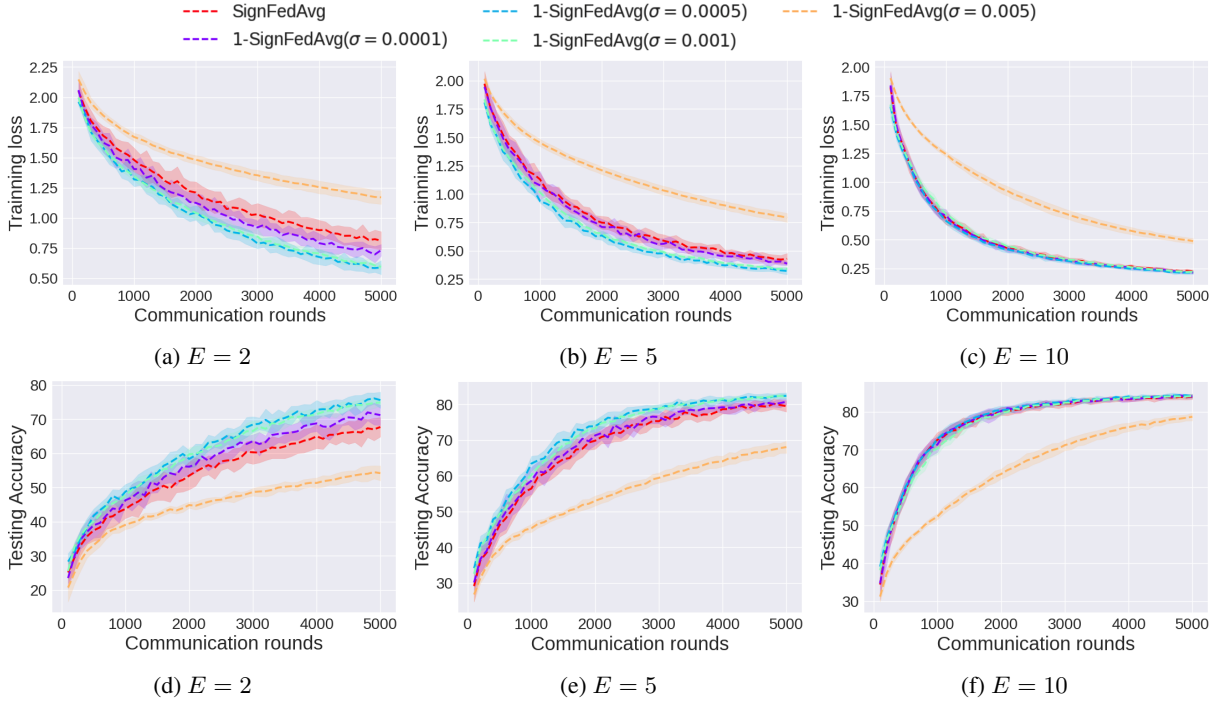 SignFedAvg
1-SignFedAvg(σ = 0.0001)
1-SignFedAvg(σ = 0.0005)
1-SignFedAvg(σ = 0.001)
1-SignFedAvg(σ = 0.005)
Trainning loss
2.25
2.00
1.75
1.50
1.25
1.00
0.75
0.50
0 1000 2000 3000 4000 5000
Communication rounds
(a) E = 2
Trainning loss
2.00
1.75
1.50
1.25
1.00
0.75
0.50
0.25
0 1000 2000 3000 4000 5000
Communication rounds
(b) E = 5
Trainning loss
2.00
1.75
1.50
1.25
1.00
0.75
0.50
0.25
0 1000 2000 3000 4000 5000
Communication rounds
(c) E = 10
Testing Accuracy
80
70
60
50
40
30
20
0 1000 2000 3000 4000 5000
Communication rounds
(d) E = 2
Testing Accuracy
80
70
60
50
40
30
0 1000 2000 3000 4000 5000
Communication rounds
(e) E = 5
Testing Accuracy
80
70
60
50
40
30
0 1000 2000 3000 4000 5000
Communication rounds
(f) E = 10